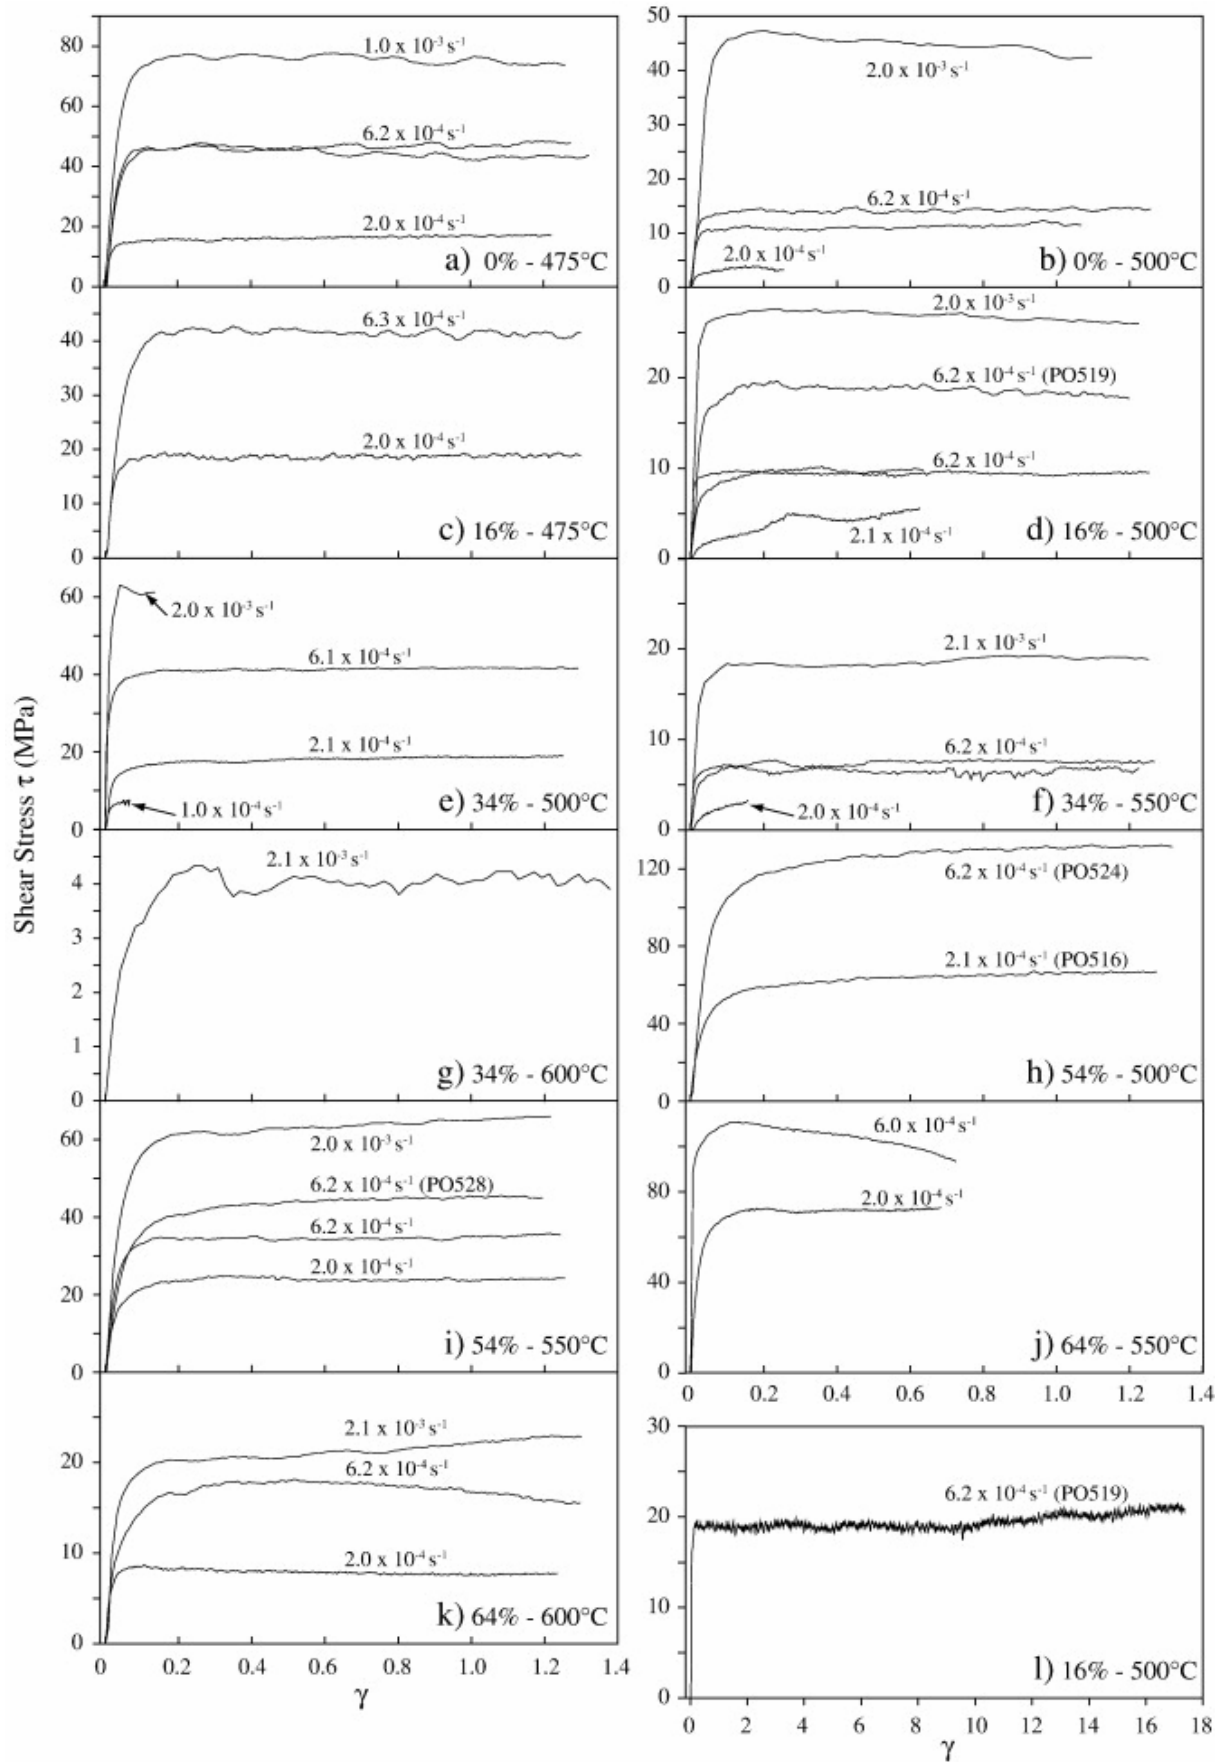 Shear Stress τ (MPa)
80
60
40
20
0
1.0 x 10⁻³ s⁻¹
6.2 x 10⁻⁴ s⁻¹
2.0 x 10⁻⁴ s⁻¹
a) 0% - 475°C
50
40
30
20
10
0
2.0 x 10⁻³ s⁻¹
6.2 x 10⁻⁴ s⁻¹
2.0 x 10⁻⁴ s⁻¹
b) 0% - 500°C
40
30
20
10
0
6.3 x 10⁻⁴ s⁻¹
2.0 x 10⁻⁴ s⁻¹
c) 16% - 475°C
20
10
0
2.0 x 10⁻³ s⁻¹
6.2 x 10⁻⁴ s⁻¹ (PO519)
6.2 x 10⁻⁴ s⁻¹
2.1 x 10⁻⁴ s⁻¹
d) 16% - 500°C
60
40
20
0
2.0 x 10⁻³ s⁻¹
6.1 x 10⁻⁴ s⁻¹
2.1 x 10⁻⁴ s⁻¹
1.0 x 10⁻⁴ s⁻¹
e) 34% - 500°C
20
10
0
2.1 x 10⁻³ s⁻¹
6.2 x 10⁻⁴ s⁻¹
2.0 x 10⁻⁴ s⁻¹
f) 34% - 550°C
4
3
2
1
0
2.1 x 10⁻³ s⁻¹
g) 34% - 600°C
120
80
40
0
6.2 x 10⁻⁴ s⁻¹ (PO524)
2.1 x 10⁻⁴ s⁻¹ (PO516)
h) 54% - 500°C
60
40
20
0
2.0 x 10⁻³ s⁻¹
6.2 x 10⁻⁴ s⁻¹ (PO528)
6.2 x 10⁻⁴ s⁻¹
2.0 x 10⁻⁴ s⁻¹
i) 54% - 550°C
80
40
0
6.0 x 10⁻⁴ s⁻¹
2.0 x 10⁻⁴ s⁻¹
j) 64% - 550°C
0 0.2 0.4 0.6 0.8 1.0 1.2 1.4
20
10
0
2.1 x 10⁻³ s⁻¹
6.2 x 10⁻⁴ s⁻¹
2.0 x 10⁻⁴ s⁻¹
k) 64% - 600°C
0 0.2 0.4 0.6 0.8 1.0 1.2 1.4
γ
30
20
10
0
6.2 x 10⁻⁴ s⁻¹ (PO519)
l) 16% - 500°C
0 2 4 6 8 10 12 14 16 18
γ